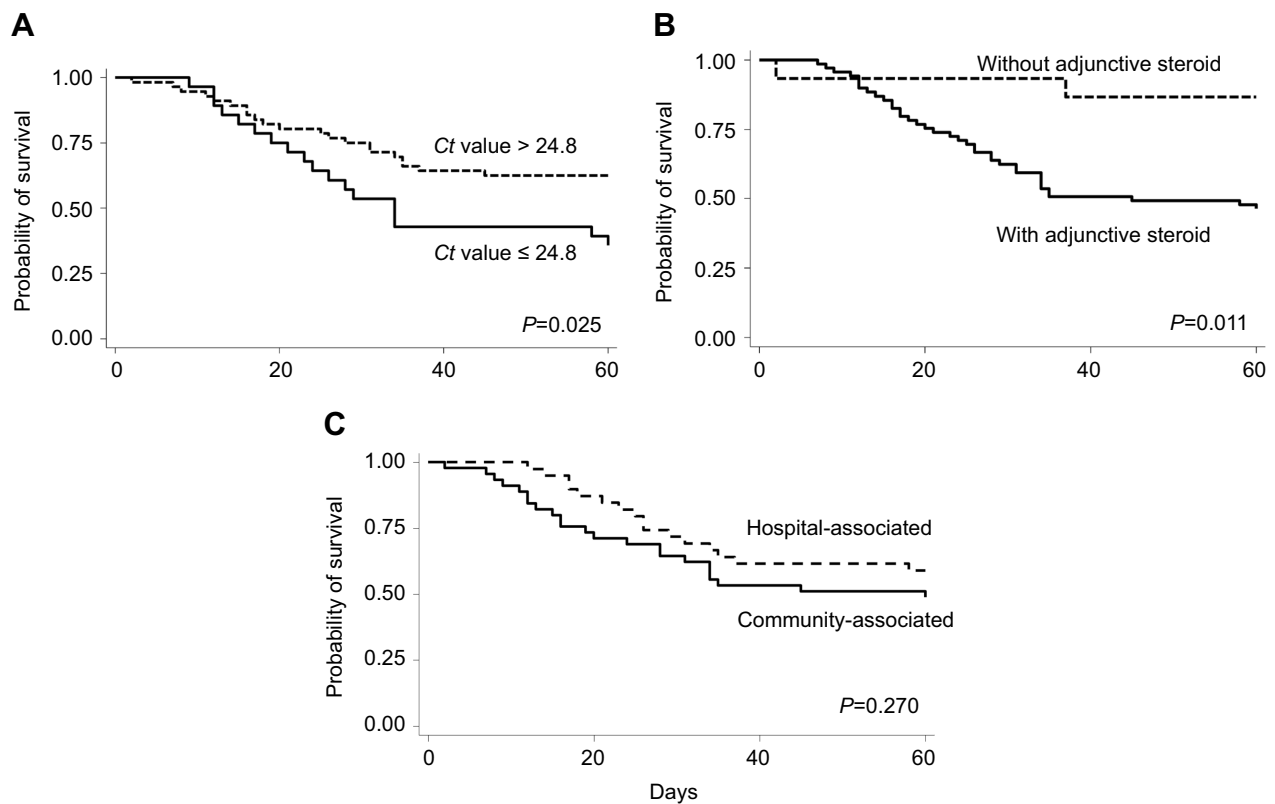 A
Probability of survival
1.00
0.75
0.50
0.25
0.00
Ct value > 24.8
Ct value ≤ 24.8
P=0.025
0 20 40 60
B
Probability of survival
1.00
0.75
0.50
0.25
0.00
Without adjunctive steroid
With adjunctive steroid
P=0.011
0 20 40 60
C
Probability of survival
1.00
0.75
0.50
0.25
0.00
Hospital-associated
Community-associated
P=0.270
0 20 40 60
Days